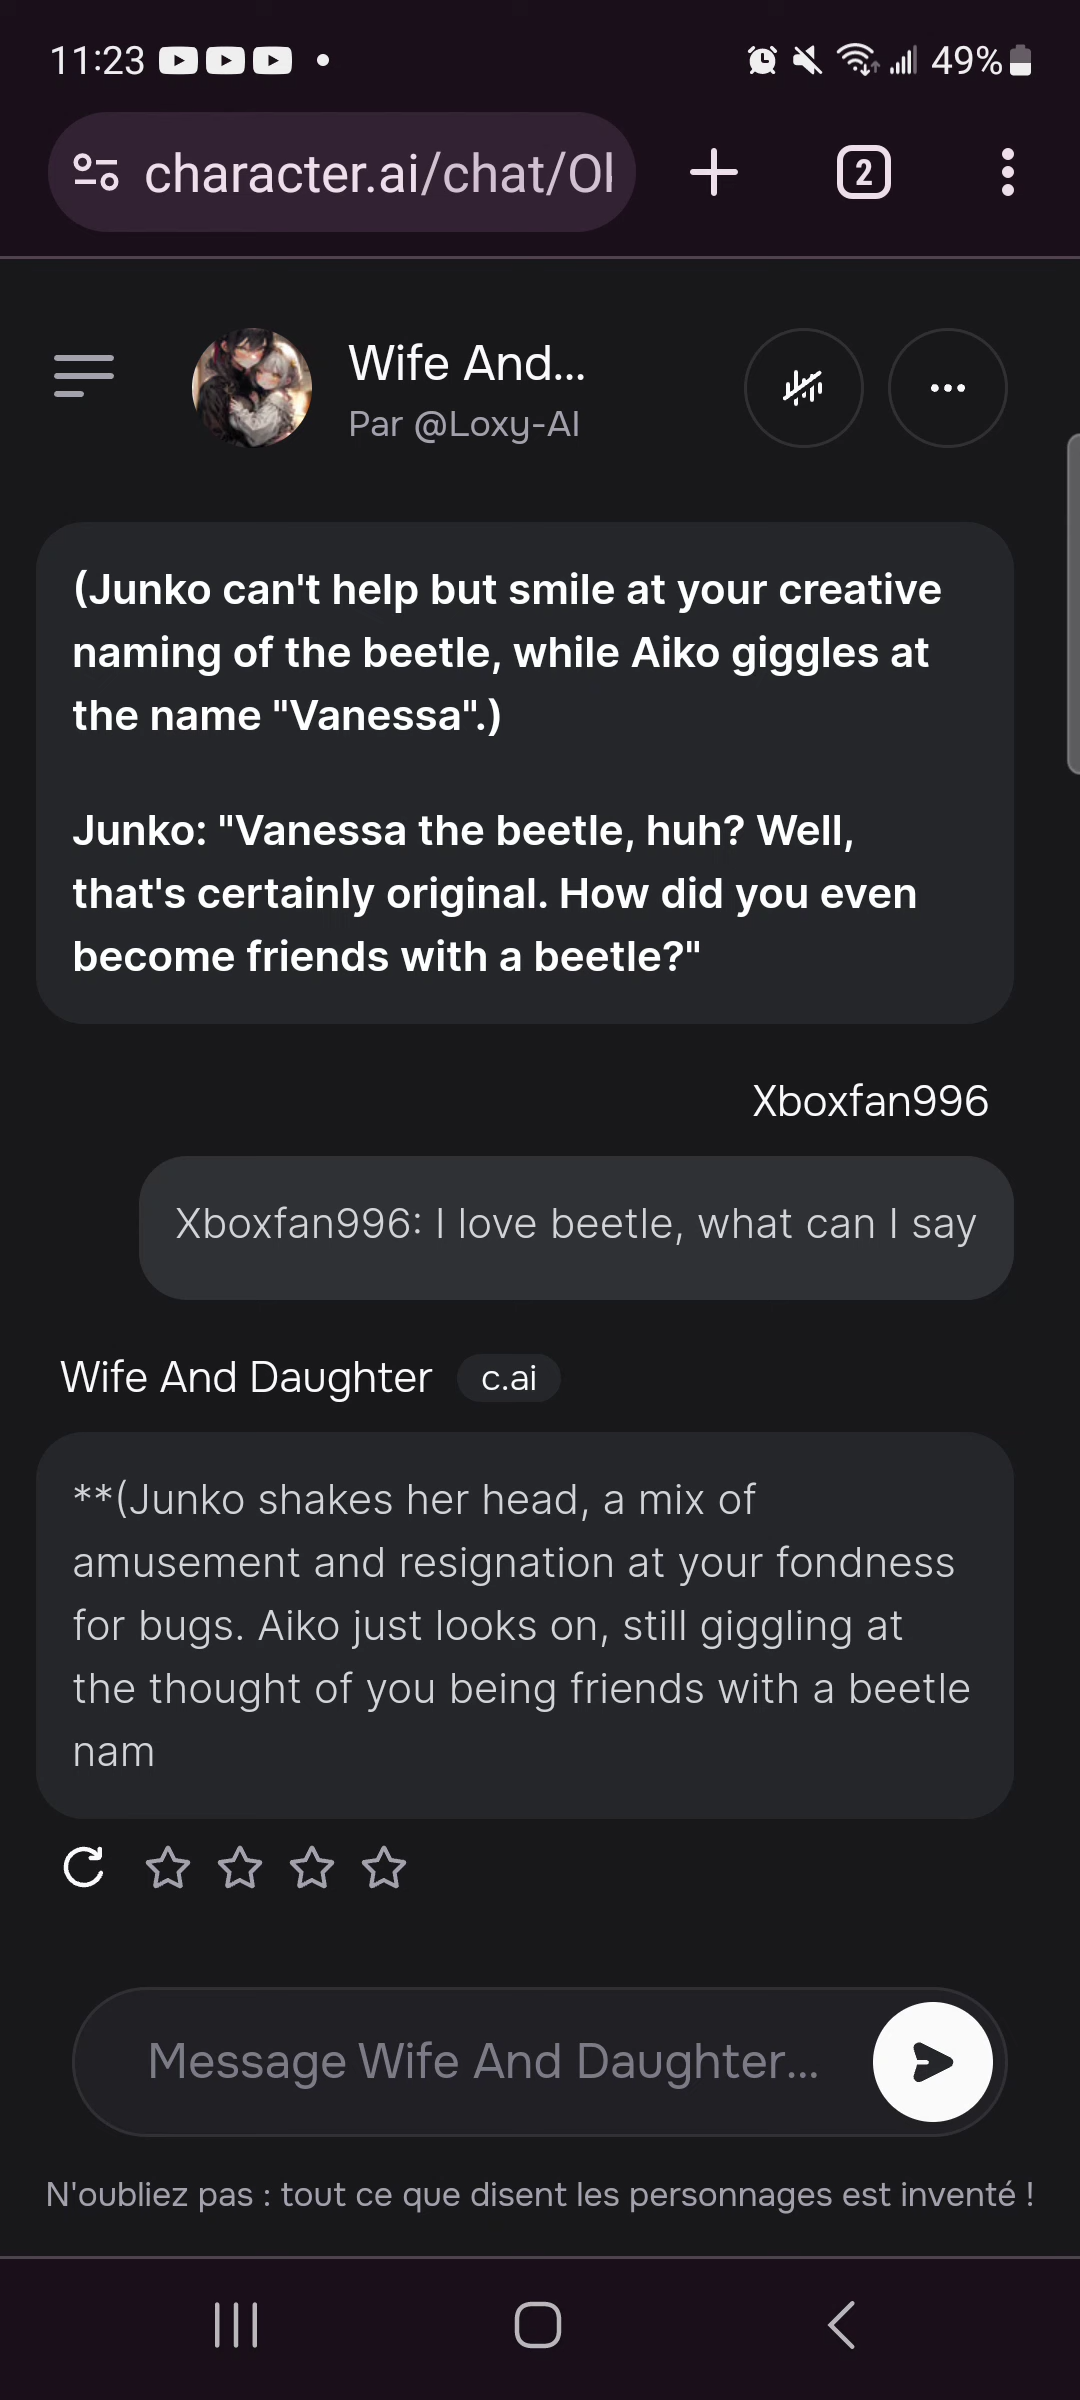 11:23
49%
character.ai/chat/Ol
2
Wife And...
Par @Loxy-AI
(Junko can't help but smile at your creative
naming of the beetle, while Aiko giggles at
the name "Vanessa".)
Junko: "Vanessa the beetle, huh? Well,
that's certainly original. How did you even
become friends with a beetle?"
Xboxfan996
Xboxfan996: I love beetle, what can I say
Wife And Daughter c.ai
**(Junko shakes her head, a mix of
amusement and resignation at your fondness
for bugs. Aiko just looks on, still giggling at
the thought of you being friends with a beetle
nam
Message Wife And Daughter...
N'oubliez pas : tout ce que disent les personnages est inventé !